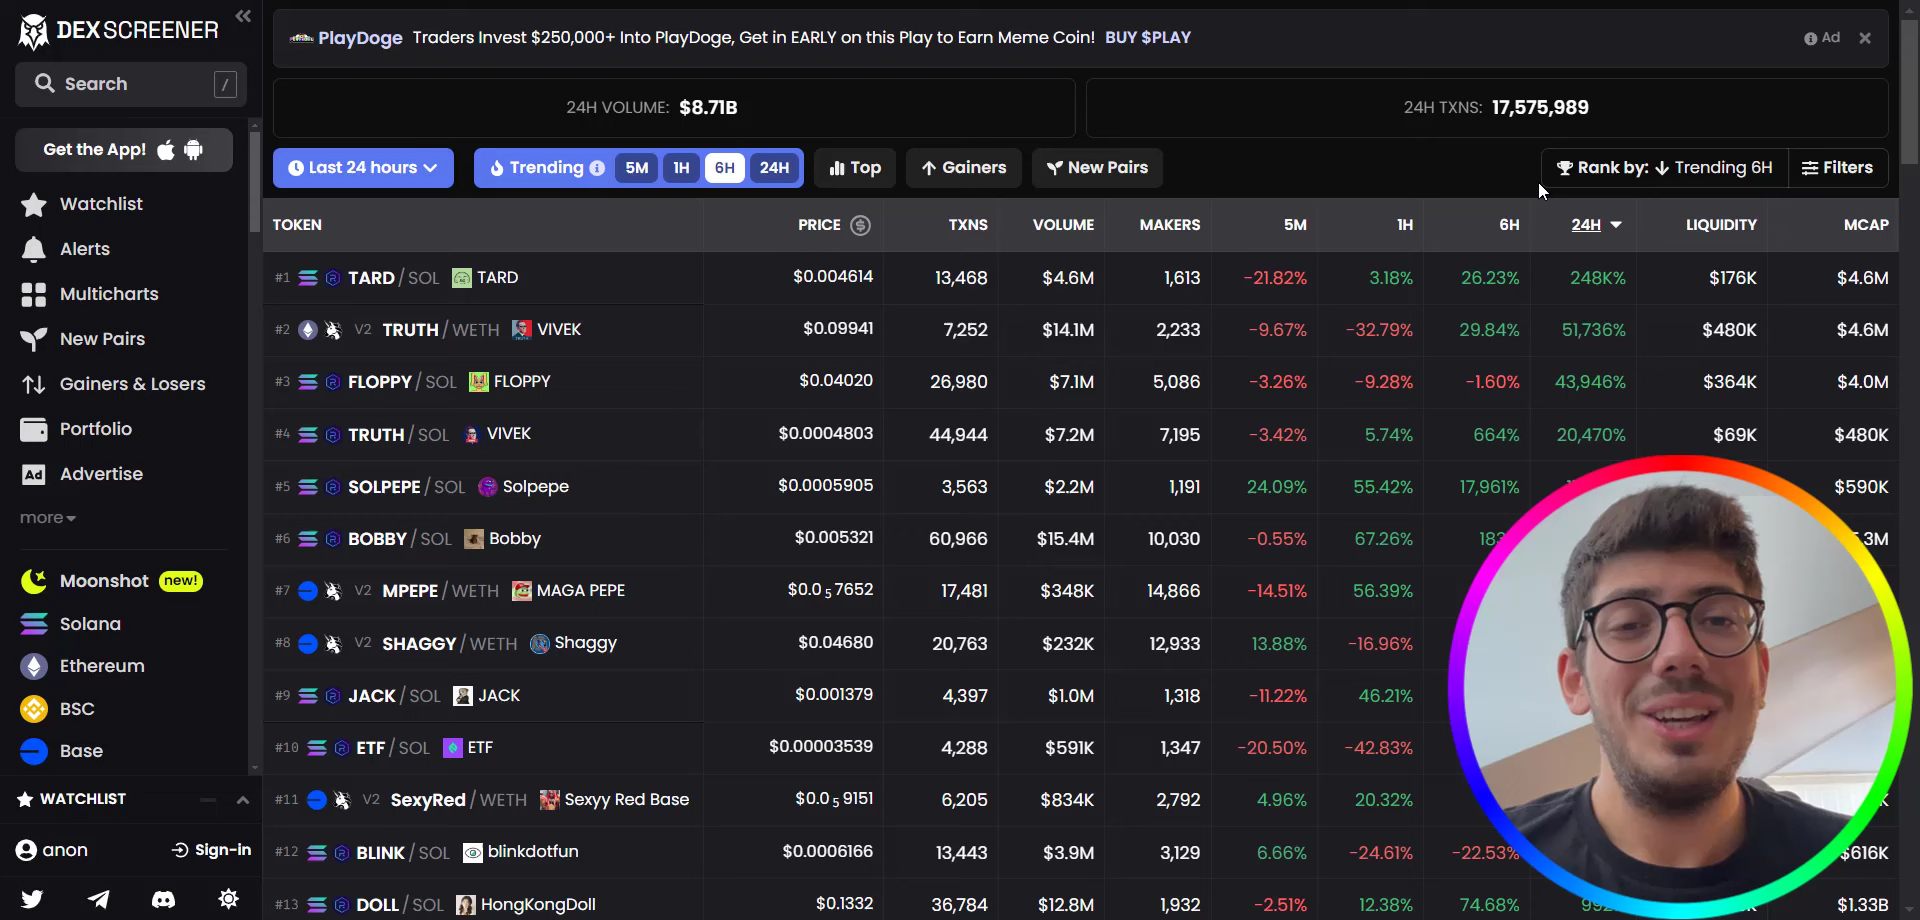 DEX SCREENER
PlayDoge Traders Invest $250,000+ Into PlayDoge, Get in EARLY on this Play to Earn Meme Coin! BUY $PLAY Ad
Search /
24H VOLUME: $8.71B 24H TXNS: 17,575,989
Get the App!
Last 24 hours Trending 5M 1H 6H 24H Top Gainers New Pairs Rank by: Trending 6H Filters
Watchlist
Alerts
Multicharts
New Pairs
Gainers & Losers
Portfolio
Ad Advertise
more
Moonshot new!
Solana
Ethereum
BSC
Base
WATCHLIST
anon Sign-in
TOKEN PRICE TXNS VOLUME MAKERS 5M 1H 6H 24H LIQUIDITY MCAP
#1 TARD/SOL TARD $0.004614 13,468 $4.6M 1,613 -21.82% 3.18% 26.23% 248K% $176K $4.6M
#2 V2 TRUTH/WETH VIVEK $0.09941 7,252 $14.1M 2,233 -9.67% -32.79% 29.84% 51,736% $480K $4.6M
#3 FLOPPY/SOL FLOPPY $0.04020 26,980 $7.1M 5,086 -3.26% -9.28% -1.60% 43,946% $364K $4.0M
#4 TRUTH/SOL VIVEK $0.0004803 44,944 $7.2M 7,195 -3.42% 5.74% 664% 20,470% $69K $480K
#5 SOLPEPE/SOL Solpepe $0.0005905 3,563 $2.2M 1,191 24.09% 55.42% 17,961% $590K
#6 BOBBY/SOL Bobby $0.005321 60,966 $15.4M 10,030 -0.55% 67.26%
#7 V2 MPEPE/WETH MAGA PEPE $0.0₅7652 17,481 $348K 14,866 -14.51% 56.39%
#8 V2 SHAGGY/WETH Shaggy $0.04680 20,763 $232K 12,933 13.88% -16.96%
#9 JACK/SOL JACK $0.001379 4,397 $1.0M 1,318 -11.22% 46.21%
#10 ETF/SOL ETF $0.00003539 4,288 $591K 1,347 -20.50% -42.83%
#11 V2 SexyRed/WETH Sexyy Red Base $0.0₅9151 6,205 $834K 2,792 4.96% 20.32%
#12 BLINK/SOL blinkdotfun $0.0006166 13,443 $3.9M 3,129 6.66% -24.61% -22.53% $616K
#13 DOLL/SOL HongKongDoll $0.1332 36,784 $12.8M 1,932 -2.51% 12.38% 74.68% $1.33B